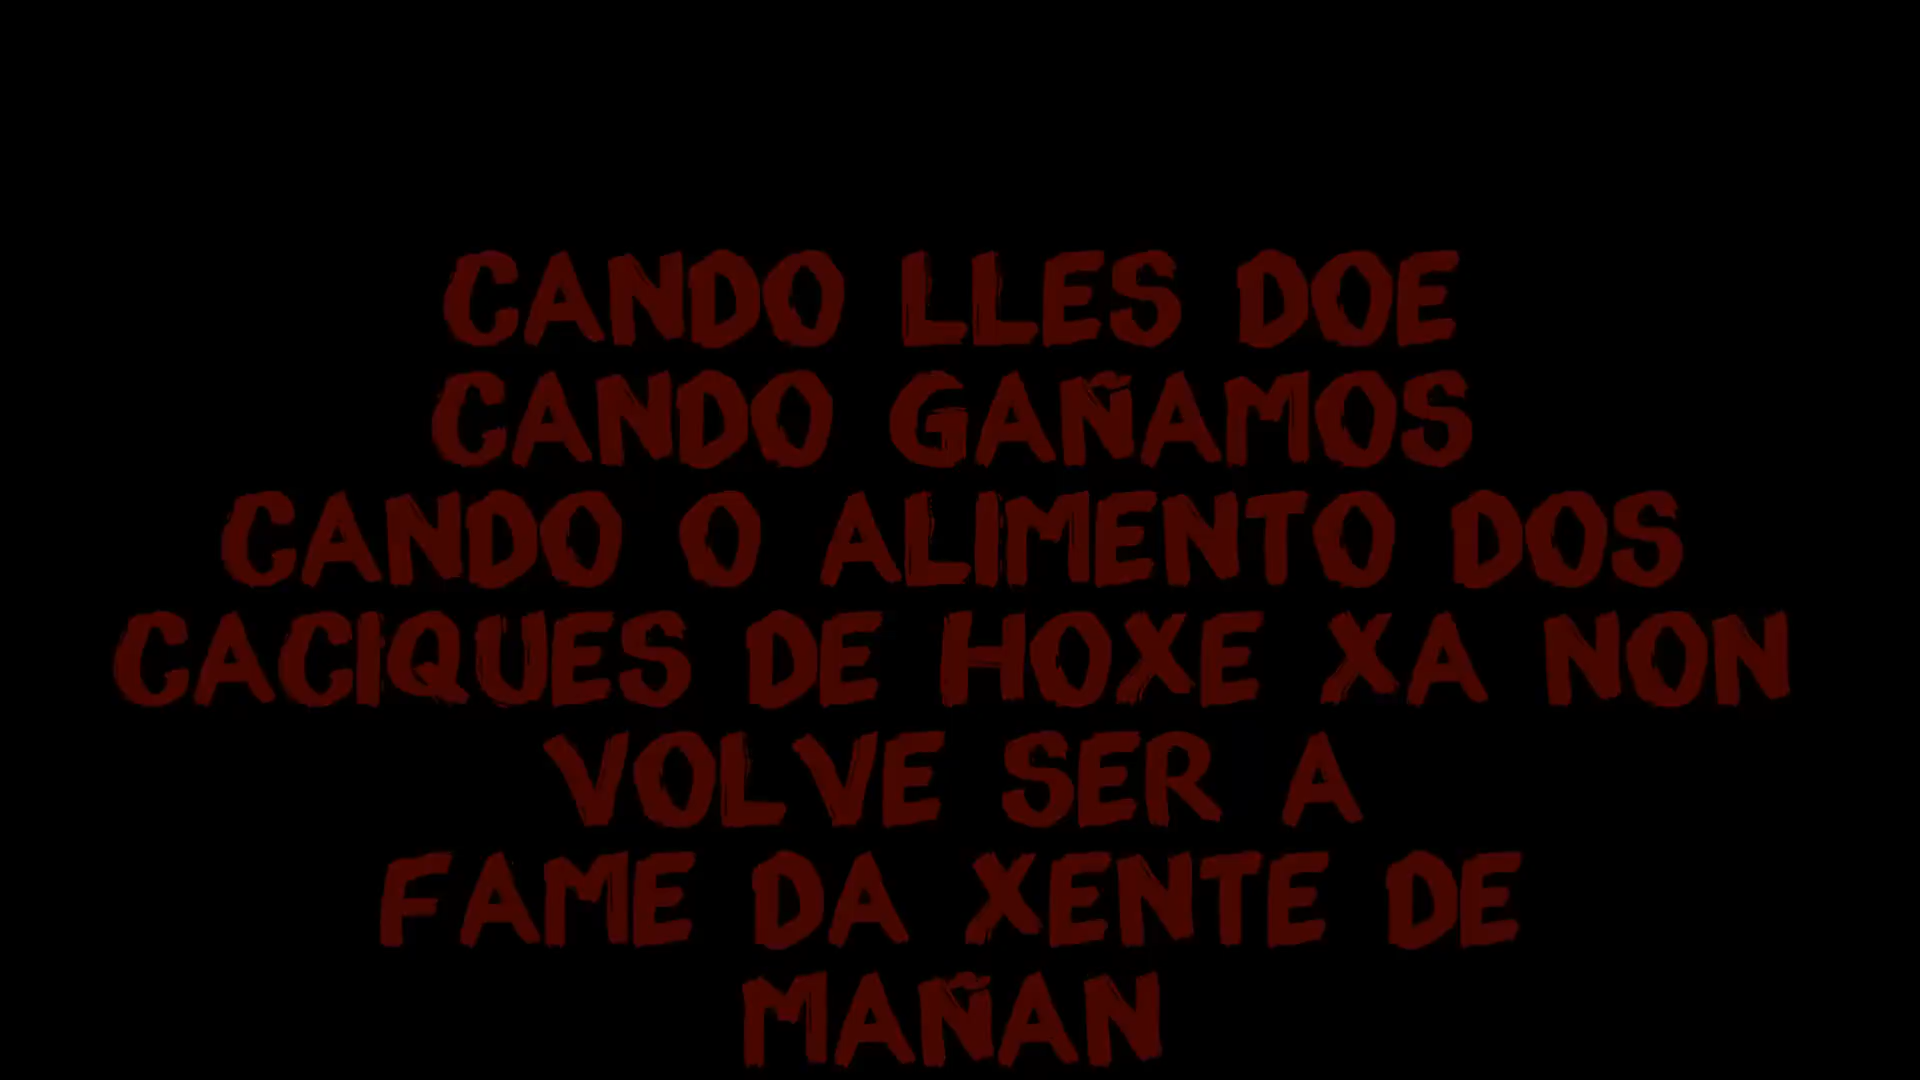 CANDO LLES DOE
CANDO GAÑAMOS
CANDO O ALIMENTO DOS
CACIQUES DE HOXE XA NON
VOLVE SER A
FAME DA XENTE DE
MAÑAN